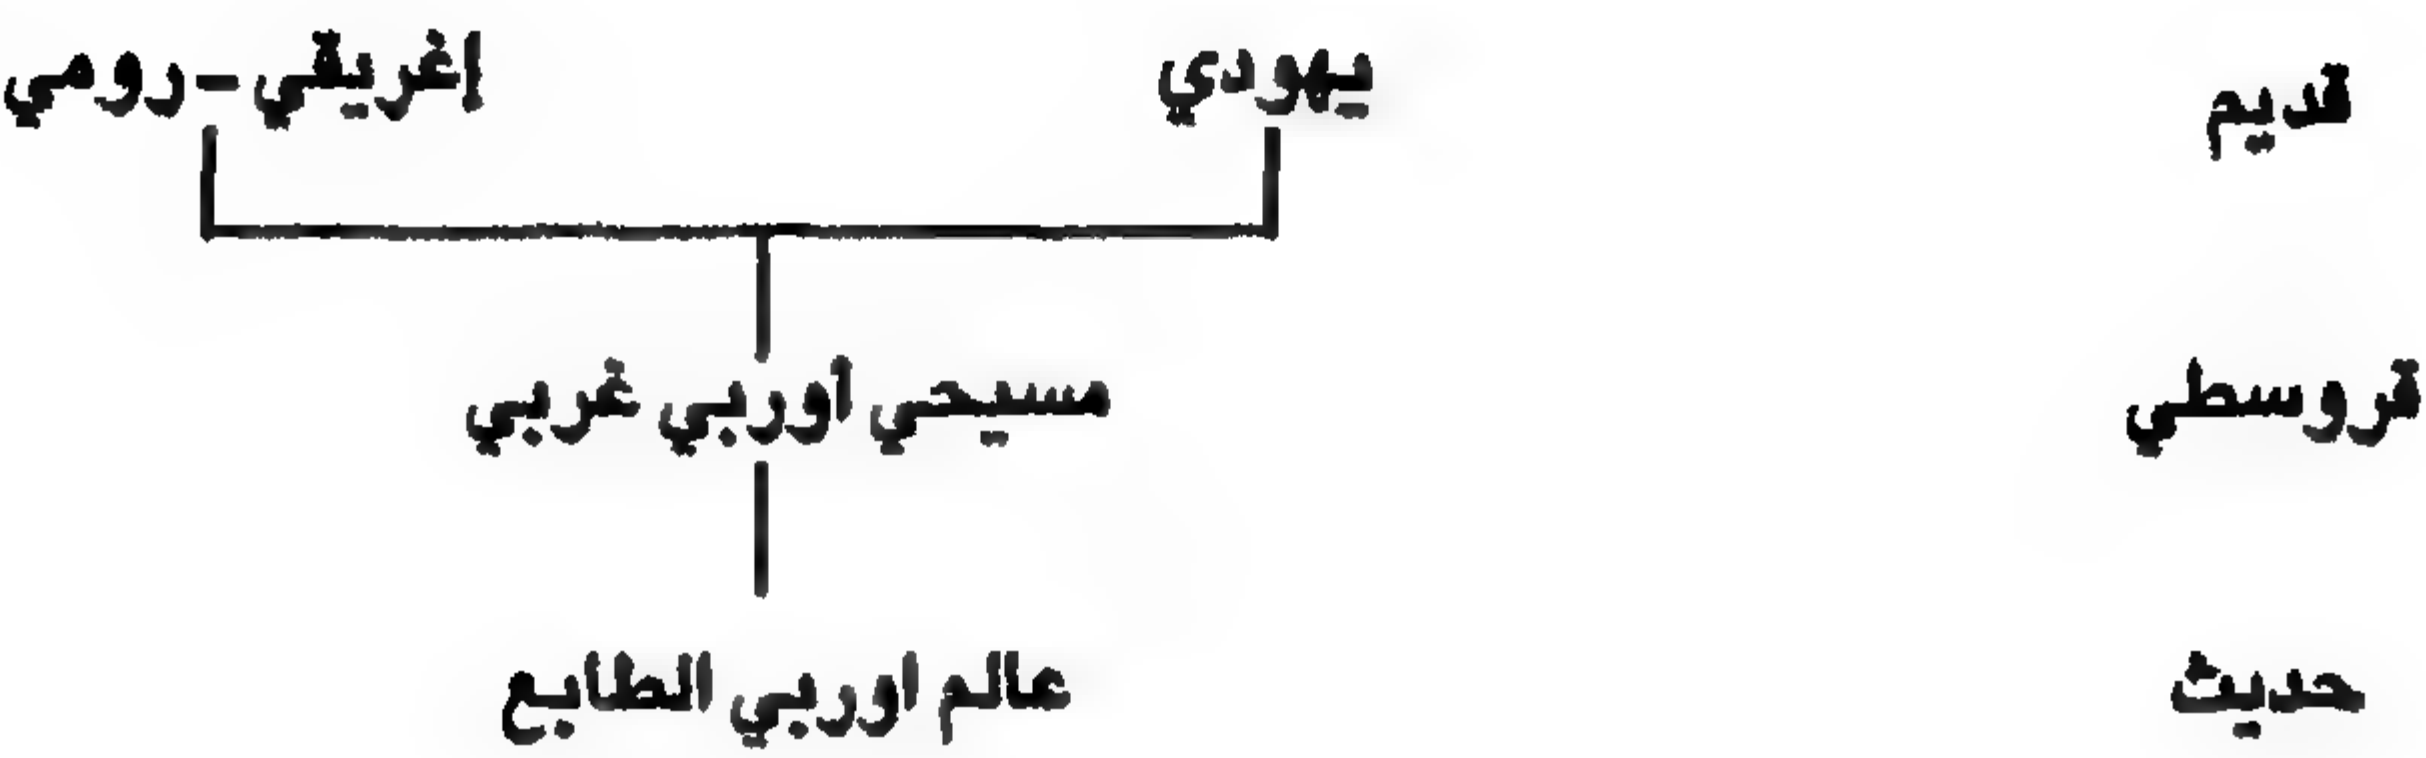 قديم يهودي إغريقي - رومي
قروسطي مسيحي أوربي غربي
حديث عالم اوربي الطابع